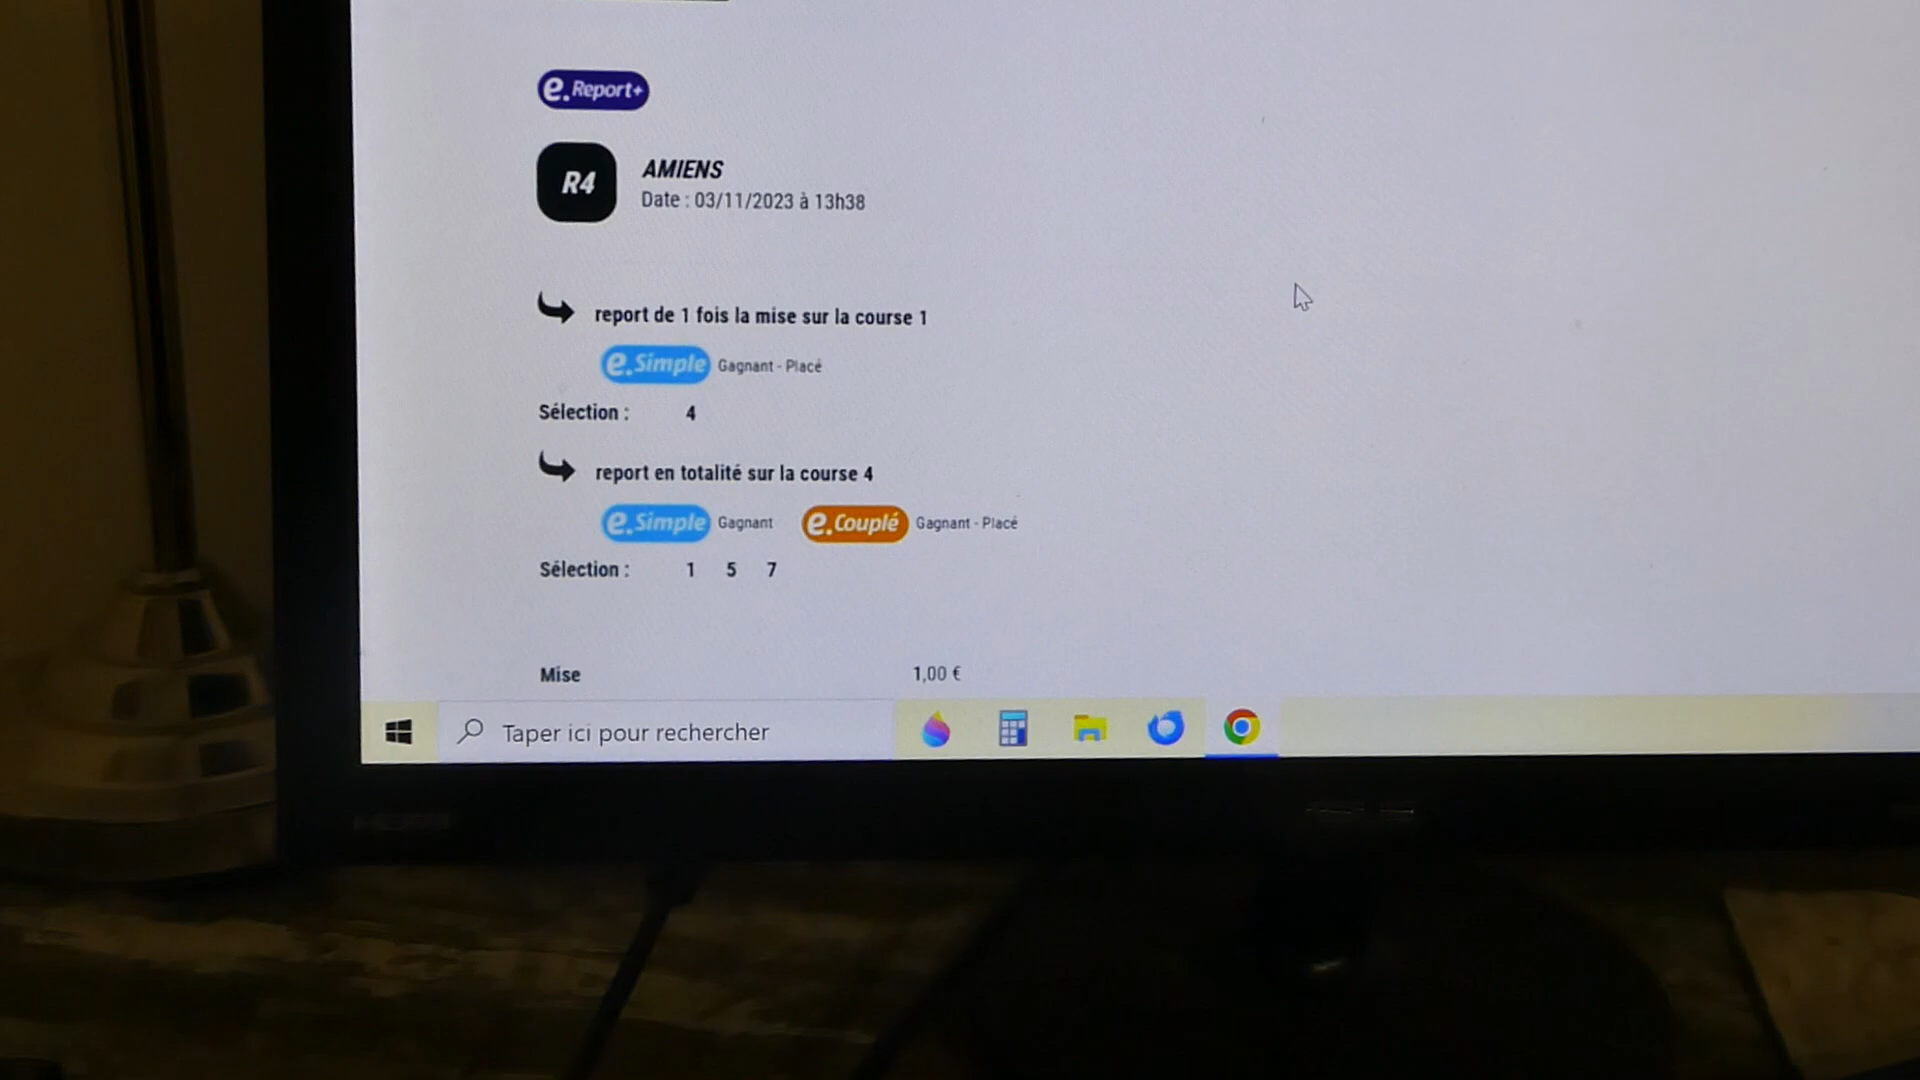 e.Report+
R4
AMIENS
Date : 03/11/2023 à 13h38
report de 1 fois la mise sur la course 1
e.Simple Gagnant - Placé
Sélection : 4
report en totalité sur la course 4
e.Simple Gagnant e.Couplé Gagnant - Placé
Sélection : 1 5 7
Mise 1,00 €
Taper ici pour rechercher